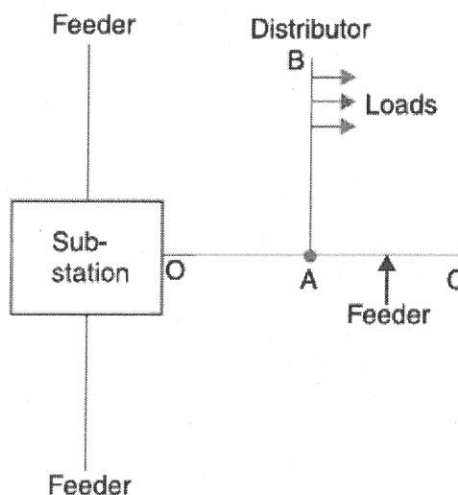 Feeder
Distributor
B
Loads
Sub-
station
O
A
C
Feeder
Feeder